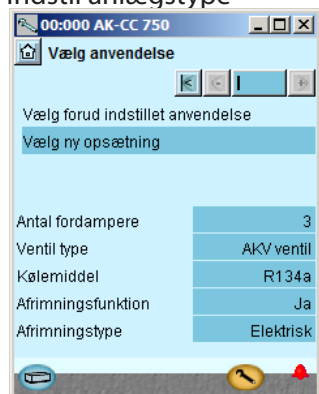 Indstil anlægstype
00:000 AK-CC 750
Vælg anvendelse
Vælg forud indstillet anvendelse
Vælg ny opsætning
Antal fordampere 3
Ventil type AKV ventil
Kølemiddel R134a
Afrimningsfunktion Ja
Afrimningstype Elektrisk